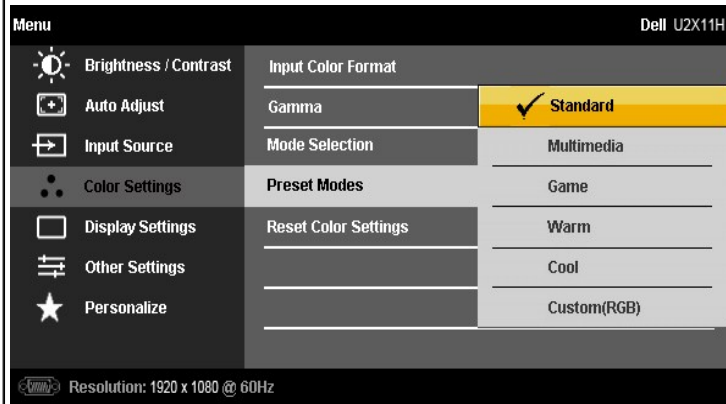 Menu
Dell U2X11H
Brightness / Contrast
Auto Adjust
Input Source
Color Settings
Display Settings
Other Settings
Personalize
Input Color Format
Gamma
Mode Selection
Preset Modes
Reset Color Settings
Standard
Multimedia
Game
Warm
Cool
Custom(RGB)
Resolution: 1920 x 1080 @ 60Hz